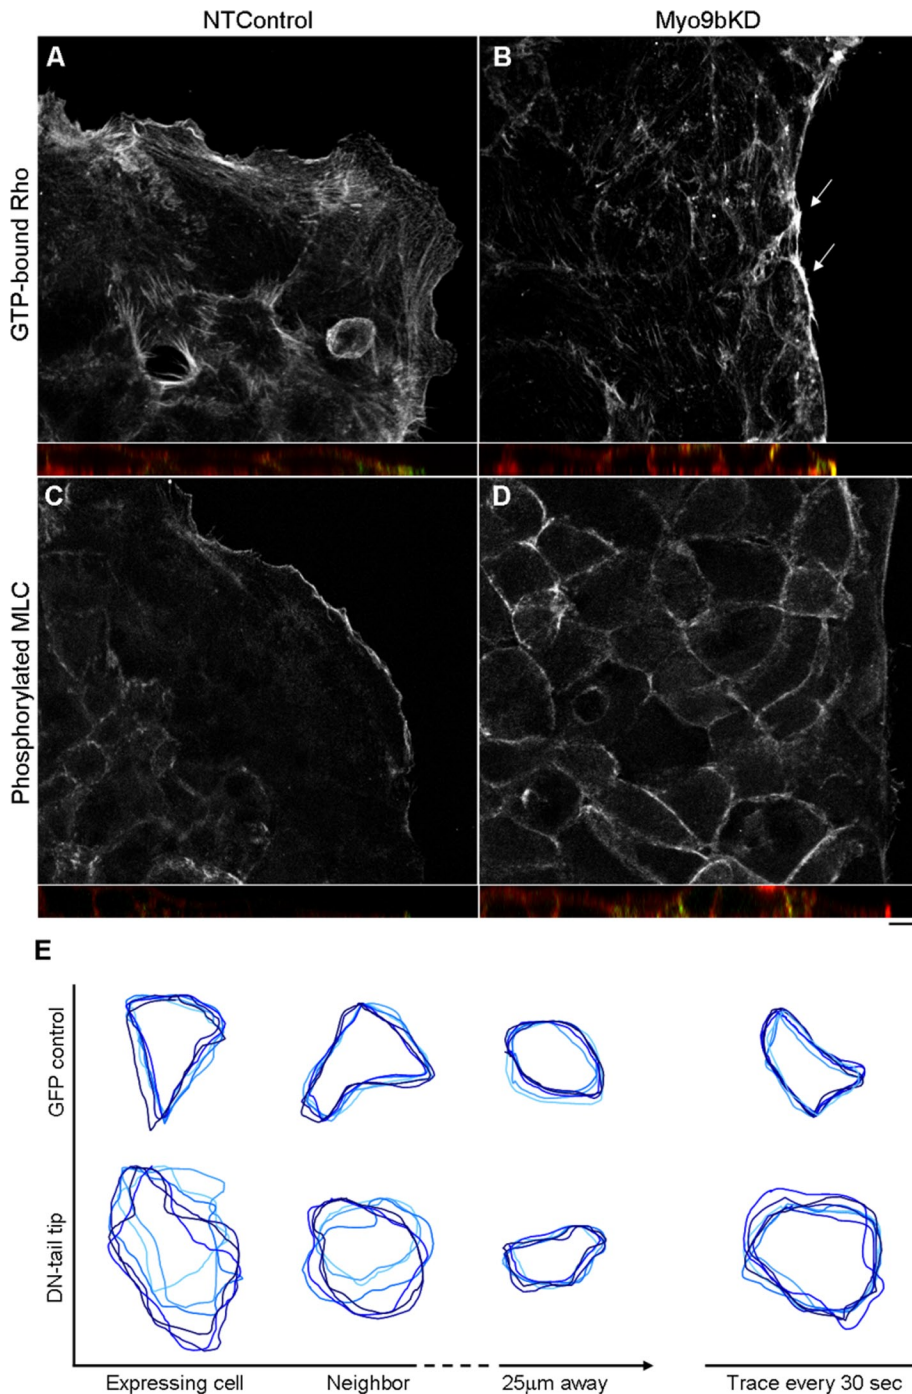 NTControl
Myo9bKD
A
B
GTP-bound Rho
C
D
Phosphorylated MLC
E
GFP control
DN-tail tip
Expressing cell
Neighbor
25μm away
Trace every 30 sec